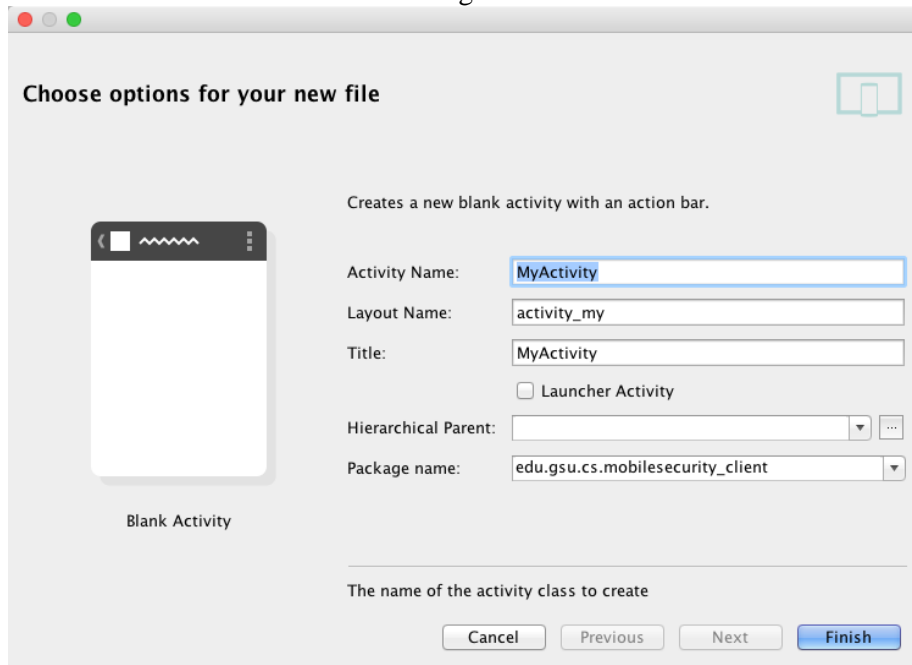 Choose options for your new file
Creates a new blank activity with an action bar.
Activity Name: MyActivity
Layout Name: activity_my
Title: MyActivity
Launcher Activity
Hierarchical Parent:
Package name: edu.gsu.cs.mobilesecurity_client
Blank Activity
The name of the activity class to create
Cancel Previous Next Finish